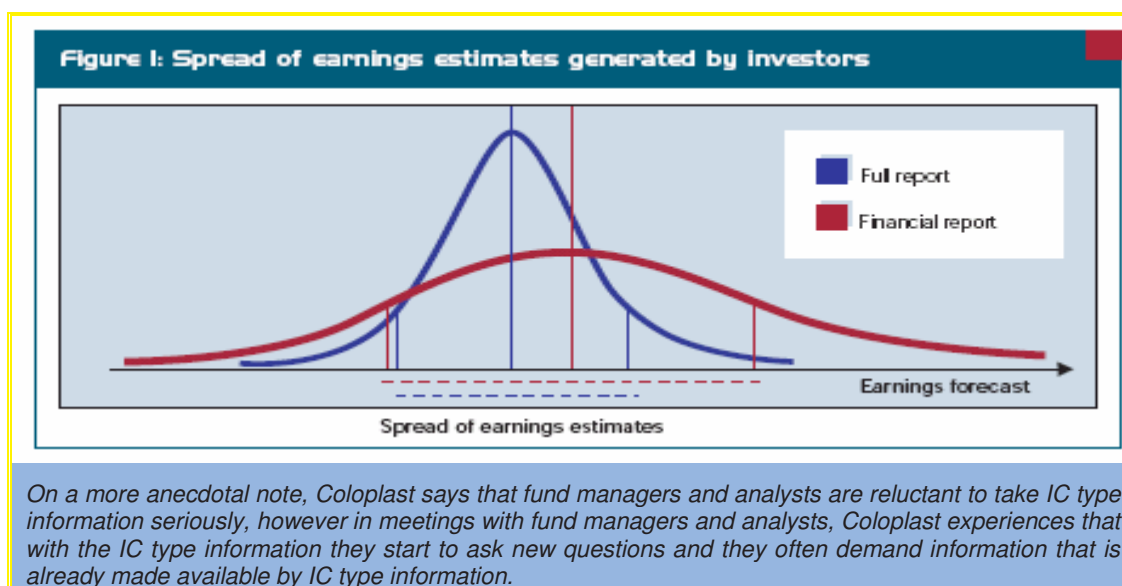 Figure 1: Spread of earnings estimates generated by investors
Full report
Financial report
Earnings forecast
Spread of earnings estimates
On a more anecdotal note, Coloplast says that fund managers and analysts are reluctant to take IC type
information seriously, however in meetings with fund managers and analysts, Coloplast experiences that
with the IC type information they start to ask new questions and they often demand information that is
already made available by IC type information.